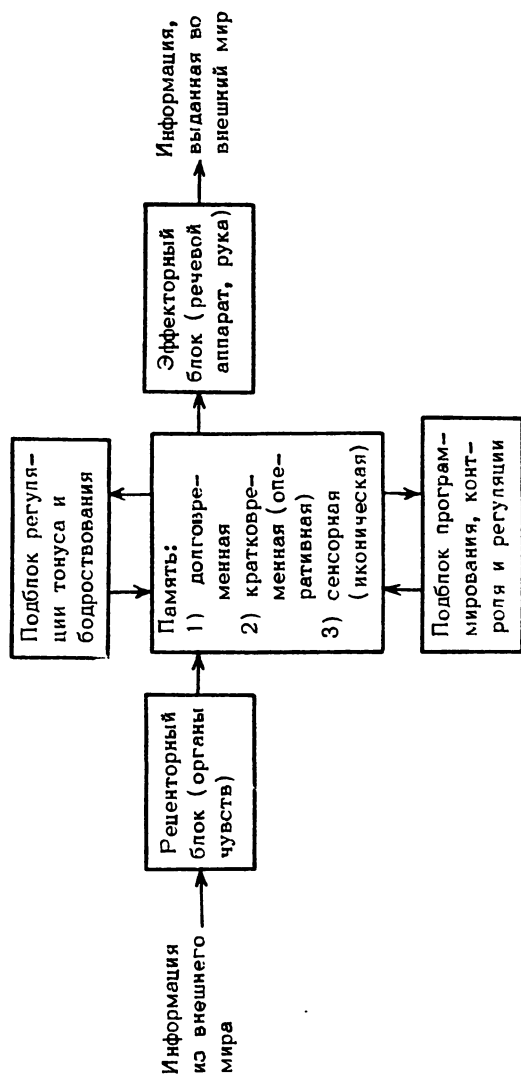 Информация
из внешнего
мира
Рецепторный
блок (органы
чувств)
Подблок регуля-
ции тонуса и
бодрствования
Память:
1) долговре-
менная
2) кратковре-
менная (опе-
ративная)
3) сенсорная
(иконическая)
Подблок програм-
мирования, конт-
роля и регуляции
Эффекторный
блок (речевой
аппарат, рука)
Информация,
выданная во
внешний мир